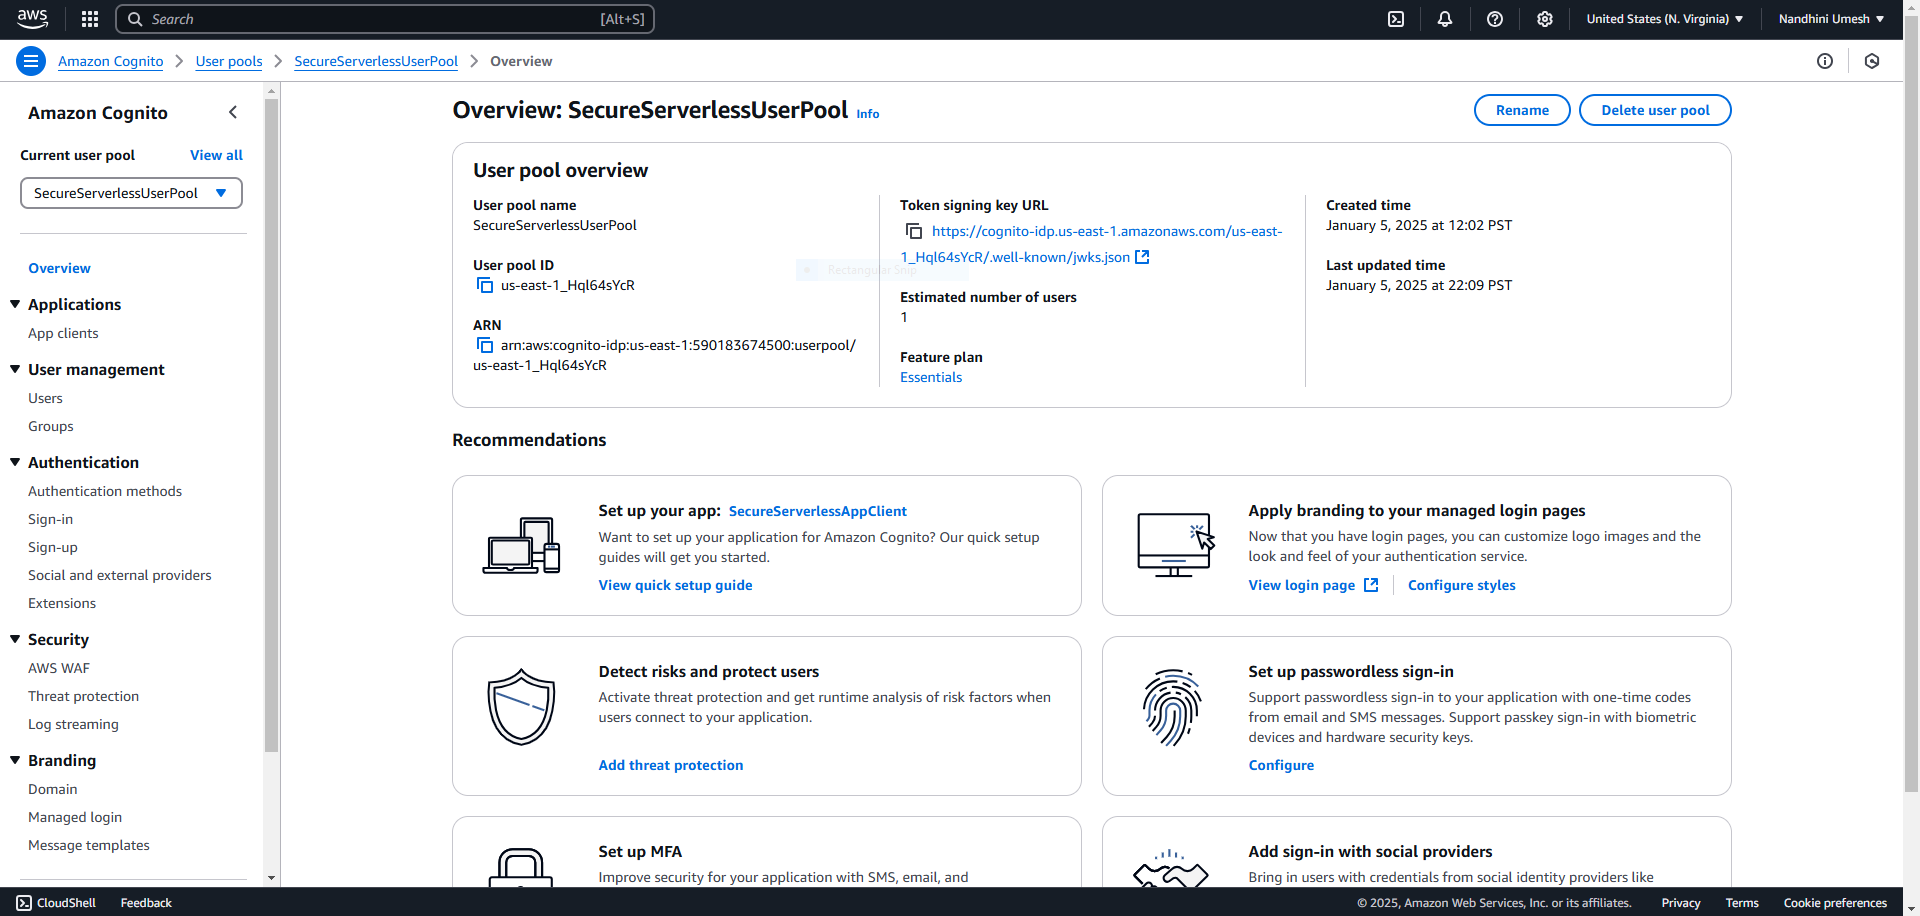 aws
Search
[Alt+S]
United States (N. Virginia)
Nandhini Umesh
Amazon Cognito
User pools
SecureServerlessUserPool
Overview
Amazon Cognito
Current user pool
View all
SecureServerlessUserPool
Overview
Applications
App clients
User management
Users
Groups
Authentication
Authentication methods
Sign-in
Sign-up
Social and external providers
Extensions
Security
AWS WAF
Threat protection
Log streaming
Branding
Domain
Managed login
Message templates
Overview: SecureServerlessUserPool Info
Rename
Delete user pool
User pool overview
User pool name
SecureServerlessUserPool
User pool ID
us-east-1_Hql64sYcR
ARN
arn:aws:cognito-idp:us-east-1:590183674500:userpool/
us-east-1_Hql64sYcR
Token signing key URL
https://cognito-idp.us-east-1.amazonaws.com/us-east-
1_Hql64sYcR/.well-known/jwks.json
Rectangular Snip
Estimated number of users
1
Feature plan
Essentials
Created time
January 5, 2025 at 12:02 PST
Last updated time
January 5, 2025 at 22:09 PST
Recommendations
Set up your app: SecureServerlessAppClient
Want to set up your application for Amazon Cognito? Our quick setup
guides will get you started.
View quick setup guide
Apply branding to your managed login pages
Now that you have login pages, you can customize logo images and the
look and feel of your authentication service.
View login page
Configure styles
Detect risks and protect users
Activate threat protection and get runtime analysis of risk factors when
users connect to your application.
Add threat protection
Set up passwordless sign-in
Support passwordless sign-in to your application with one-time codes
from email and SMS messages. Support passkey sign-in with biometric
devices and hardware security keys.
Configure
Set up MFA
Improve security for your application with SMS, email, and
Add sign-in with social providers
Bring in users with credentials from social identity providers like
CloudShell
Feedback
© 2025, Amazon Web Services, Inc. or its affiliates.
Privacy
Terms
Cookie preferences